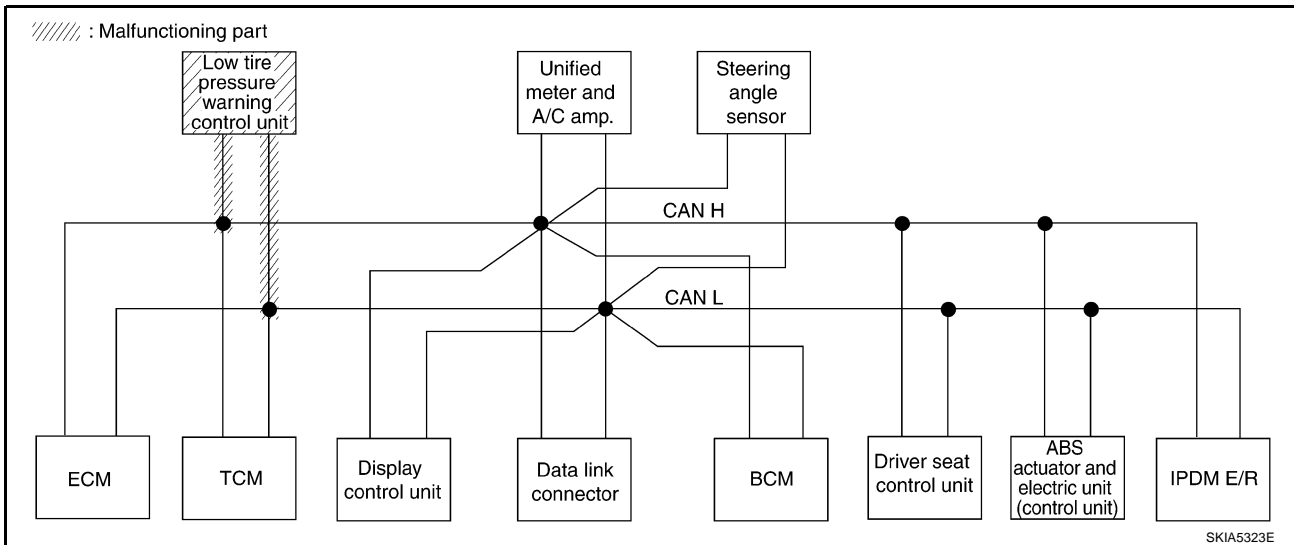 : Malfunctioning part
Low tire
pressure
warning
control unit
Unified
meter and
A/C amp.
Steering
angle
sensor
CAN H
CAN L
ECM
TCM
Display
control unit
Data link
connector
BCM
Driver seat
control unit
ABS
actuator and
electric unit
(control unit)
IPDM E/R
SKIA5323E